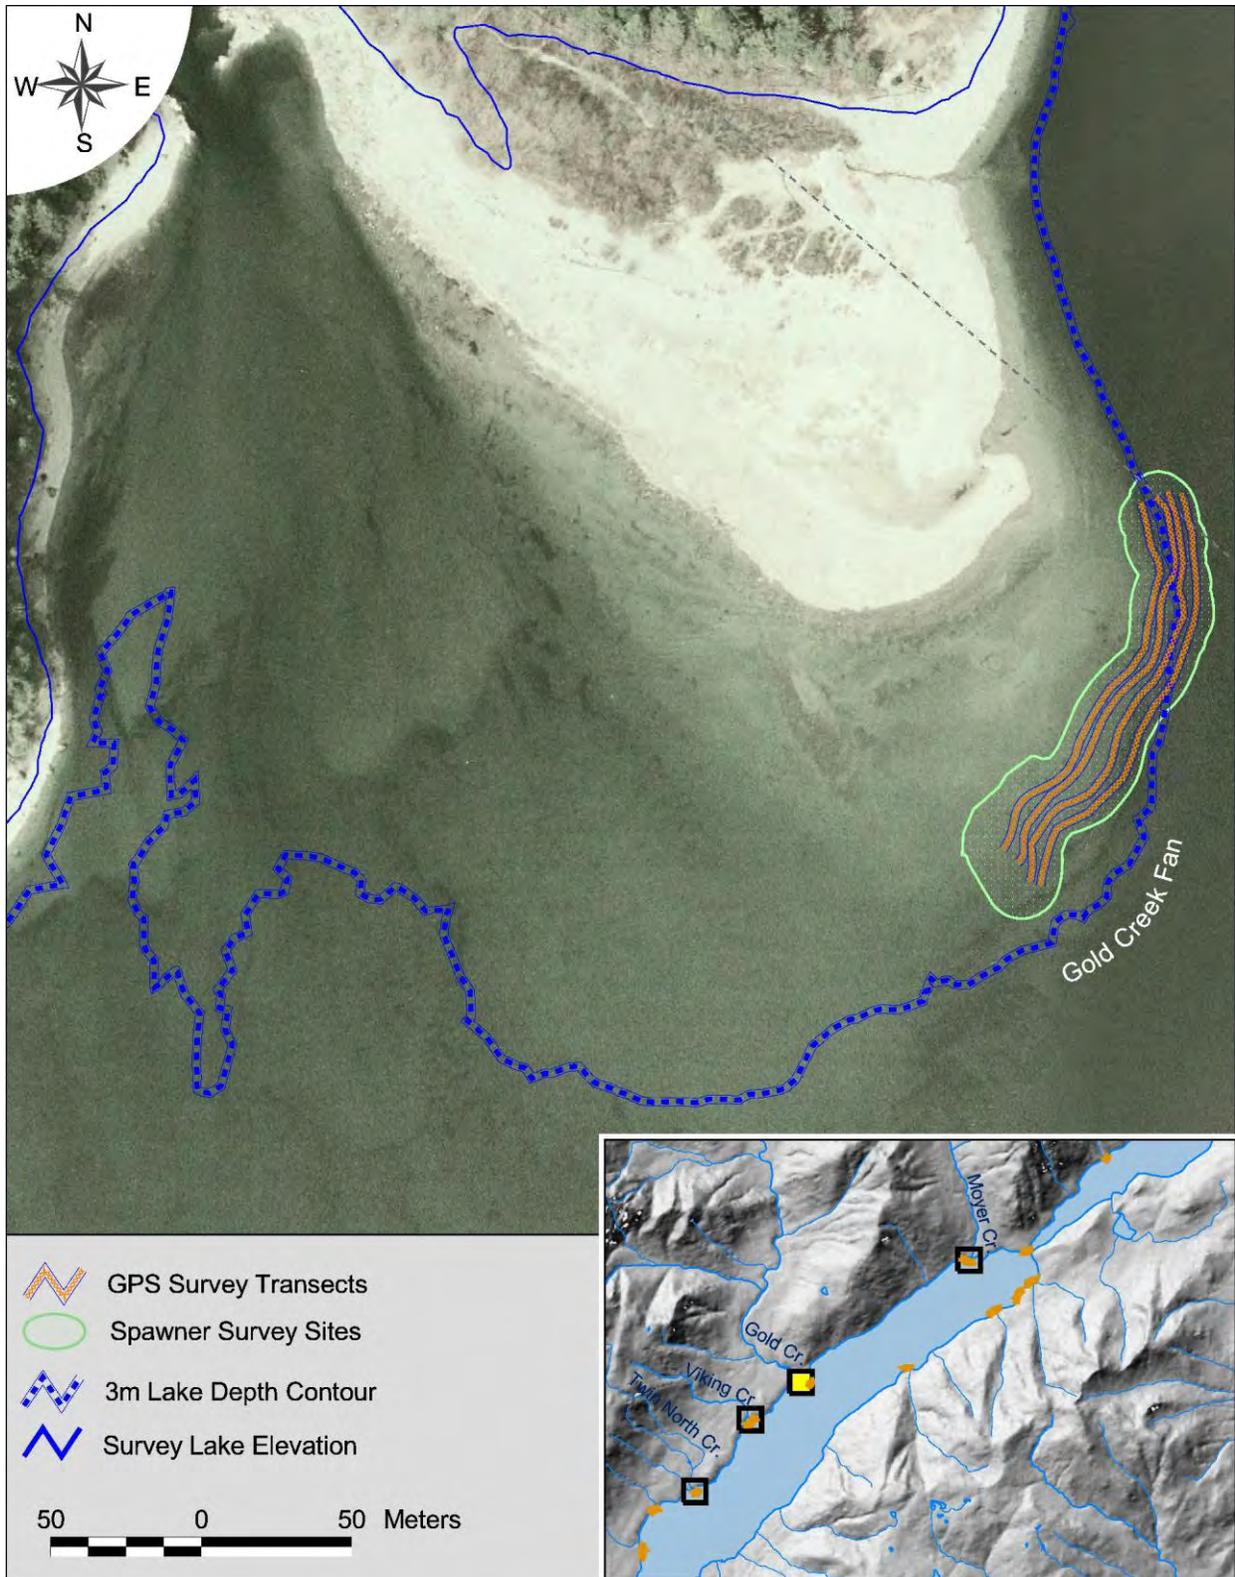 N
W E
S
Gold Creek Fan
GPS Survey Transects
Spawner Survey Sites
3m Lake Depth Contour
Survey Lake Elevation
50 0 50 Meters
Moyer Cr.
Gold Cr.
Viking Cr.
Twin North Cr.